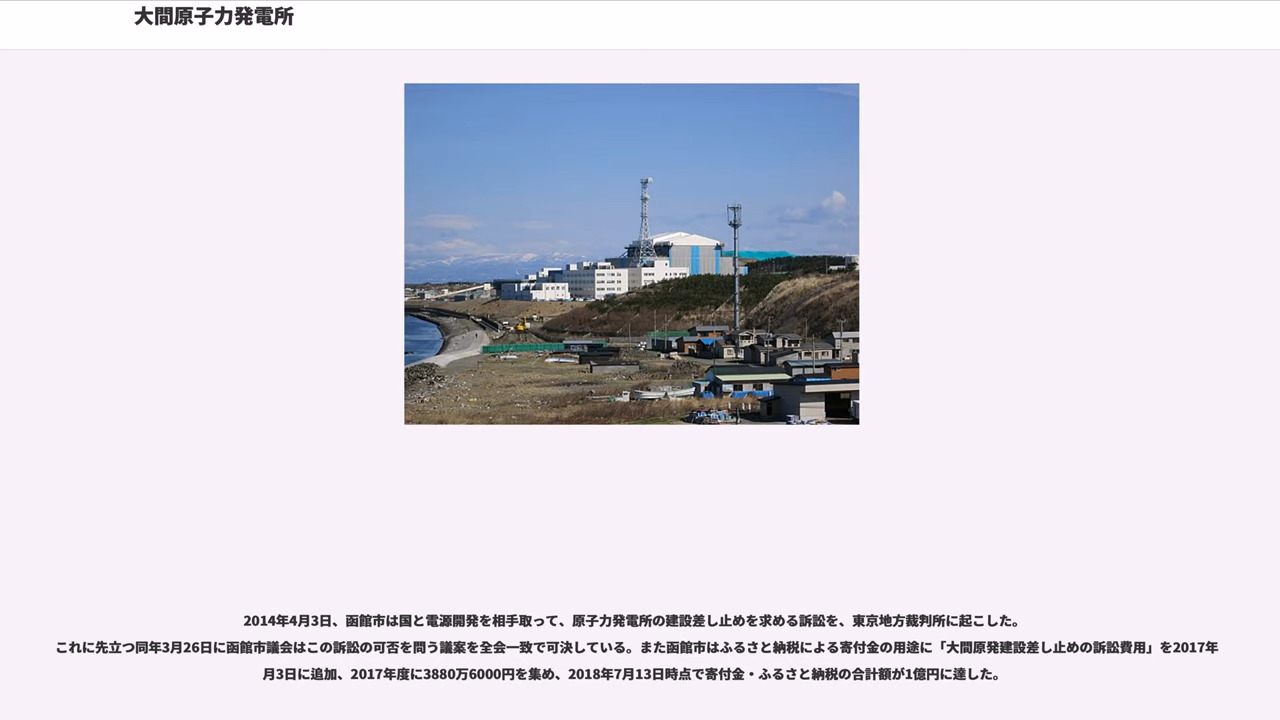 大間原子力発電所
2014年4月3日、函館市は国と電源開発を相手取って、原子力発電所の建設差し止めを求める訴訟を、東京地方裁判所に起こした。
これに先立つ同年3月26日に函館市議会はこの訴訟の可否を問う議案を全会一致で可決している。また函館市はふるさと納税による寄付金の用途に「大間原発建設差し止めの訴訟費用」を2017年
月3日に追加、2017年度に3880万6000円を集め、2018年7月13日時点で寄付金・ふるさと納税の合計額が1億円に達した。